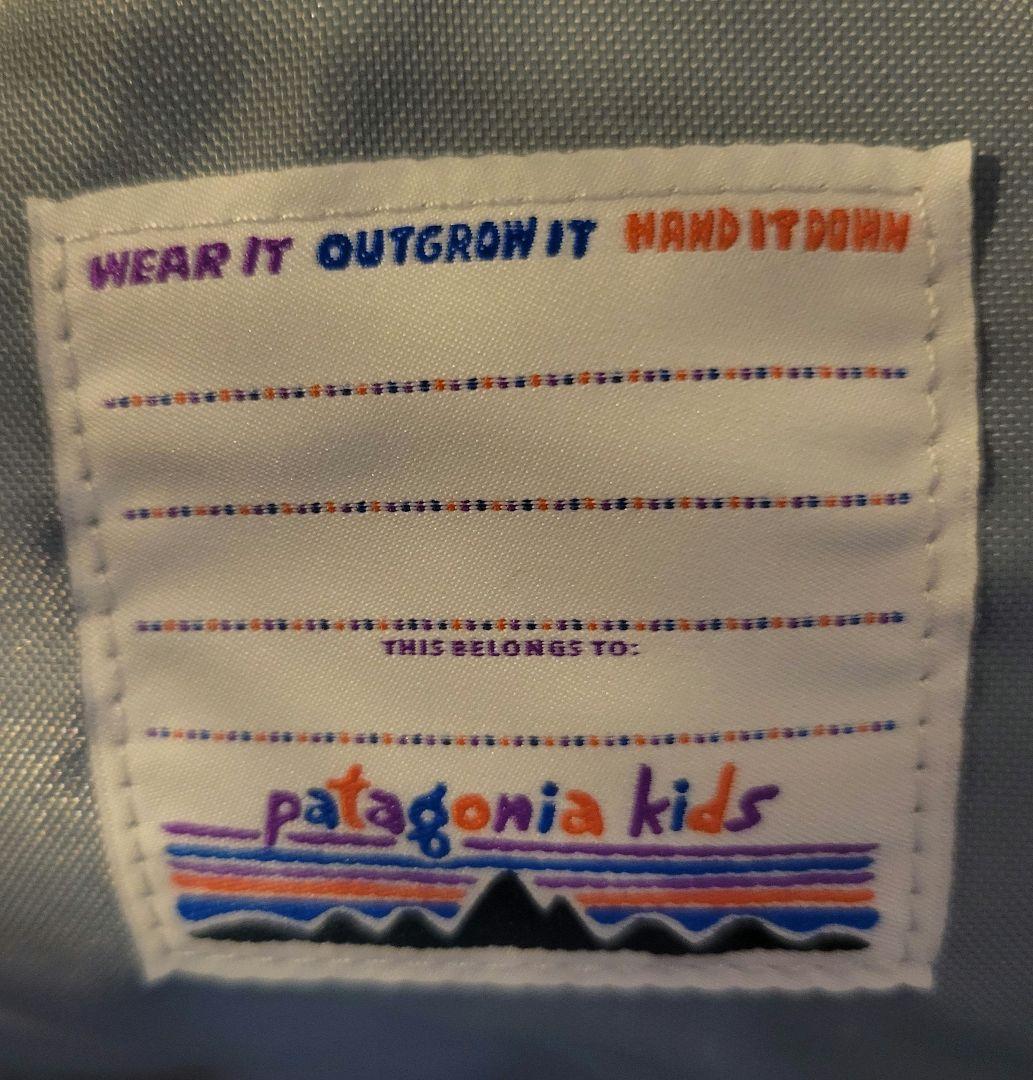 WEAR IT OUTGROW IT HAND IT DOWN
THIS BELONGS TO:
patagonia kids